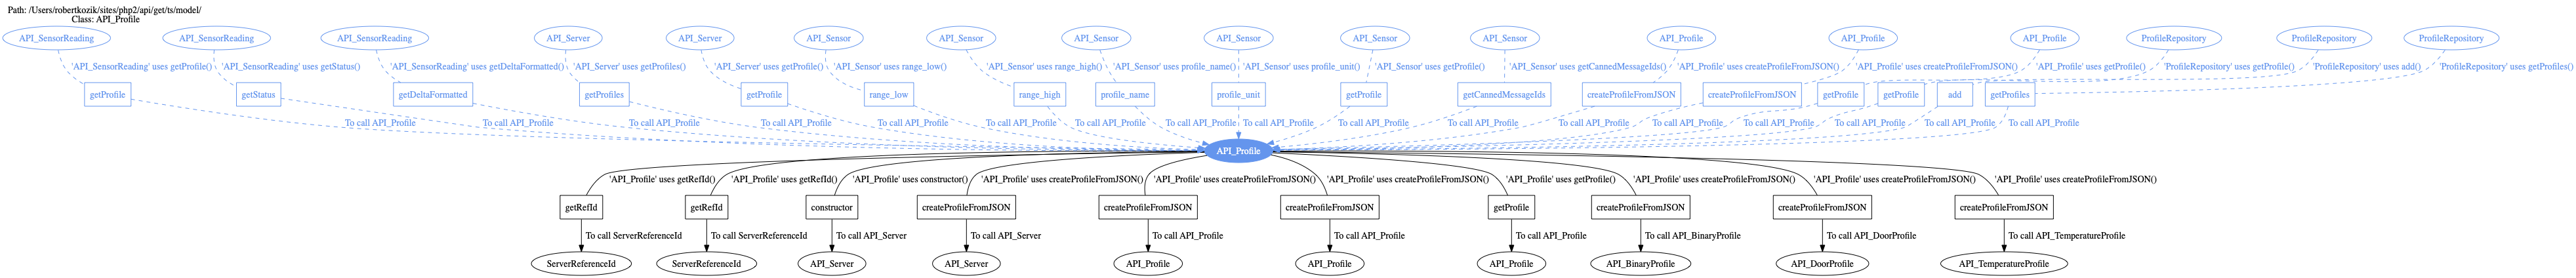 Path: /Users/robertkozik/sites/php2/api/get/ts/model/
Class: API_Profile
API_SensorReading API_SensorReading API_SensorReading API_Server API_Server API_Sensor API_Sensor API_Sensor API_Sensor API_Sensor API_Sensor API_Profile API_Profile API_Profile ProfileRepository ProfileRepository ProfileRepository
'API_SensorReading' uses getProfile() 'API_SensorReading' uses getStatus() 'API_SensorReading' uses getDeltaFormatted() 'API_Server' uses getProfiles() 'API_Server' uses getProfile() 'API_Sensor' uses range_low() 'API_Sensor' uses range_high() 'API_Sensor' uses profile_name() 'API_Sensor' uses profile_unit() 'API_Sensor' uses getProfile() 'API_Sensor' uses getCannedMessageIds() 'API_Profile' uses createProfileFromJSON() 'API_Profile' uses createProfileFromJSON() 'API_Profile' uses getProfile() 'ProfileRepository' uses getProfile() 'ProfileRepository' uses add() 'ProfileRepository' uses getProfiles()
getProfile getStatus getDeltaFormatted getProfiles getProfile range_low range_high profile_name profile_unit getProfile getCannedMessageIds createProfileFromJSON createProfileFromJSON getProfile getProfile add getProfiles
To call API_Profile To call API_Profile To call API_Profile To call API_Profile To call API_Profile To call API_Profile To call API_Profile To call API_Profile To call API_Profile To call API_Profile To call API_Profile To call API_Profile To call API_Profile To call API_Profile To call API_Profile To call API_Profile To call API_Profile
API_Profile
'API_Profile' uses getRefId() 'API_Profile' uses getRefId() 'API_Profile' uses constructor() 'API_Profile' uses createProfileFromJSON() 'API_Profile' uses createProfileFromJSON() 'API_Profile' uses createProfileFromJSON() 'API_Profile' uses getProfile() 'API_Profile' uses createProfileFromJSON() 'API_Profile' uses createProfileFromJSON() 'API_Profile' uses createProfileFromJSON()
getRefId getRefId constructor createProfileFromJSON createProfileFromJSON createProfileFromJSON getProfile createProfileFromJSON createProfileFromJSON createProfileFromJSON
To call ServerReferenceId To call ServerReferenceId To call API_Server To call API_Server To call API_Profile To call API_Profile To call API_Profile To call API_BinaryProfile To call API_DoorProfile To call API_TemperatureProfile
ServerReferenceId ServerReferenceId API_Server API_Server API_Profile API_Profile API_Profile API_BinaryProfile API_DoorProfile API_TemperatureProfile